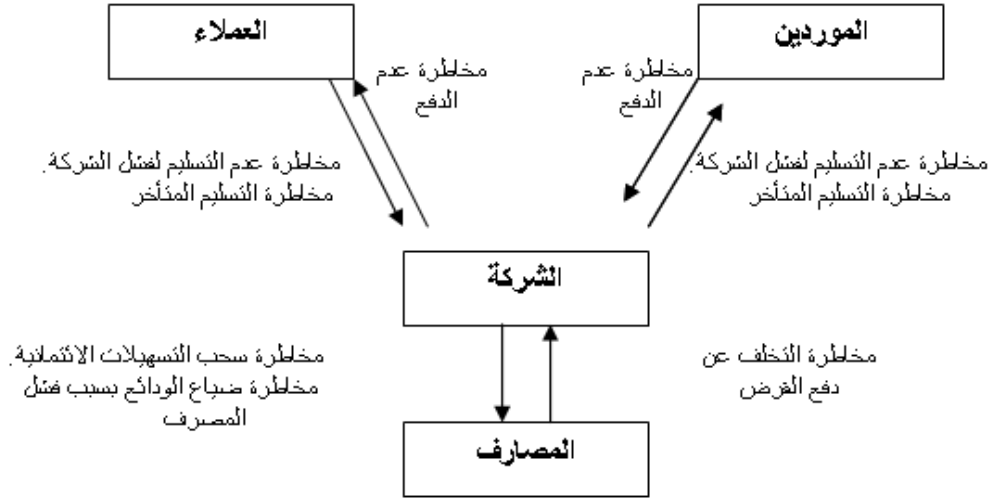 الموردين
العملاء
مخاطرة عدم
الدفع
مخاطرة عدم
الدفع
مخاطرة عدم التسليم لفشل الشركة.
مخاطرة التسليم المتأخر
مخاطرة عدم التسليم لفشل الشركة.
مخاطرة التسليم المتأخر
الشركة
مخاطرة التخلف عن
دفع القرض
مخاطرة سحب التسهيلات الائتمانية.
مخاطرة ضياع الودائع بسبب فشل
المصرف
المصارف